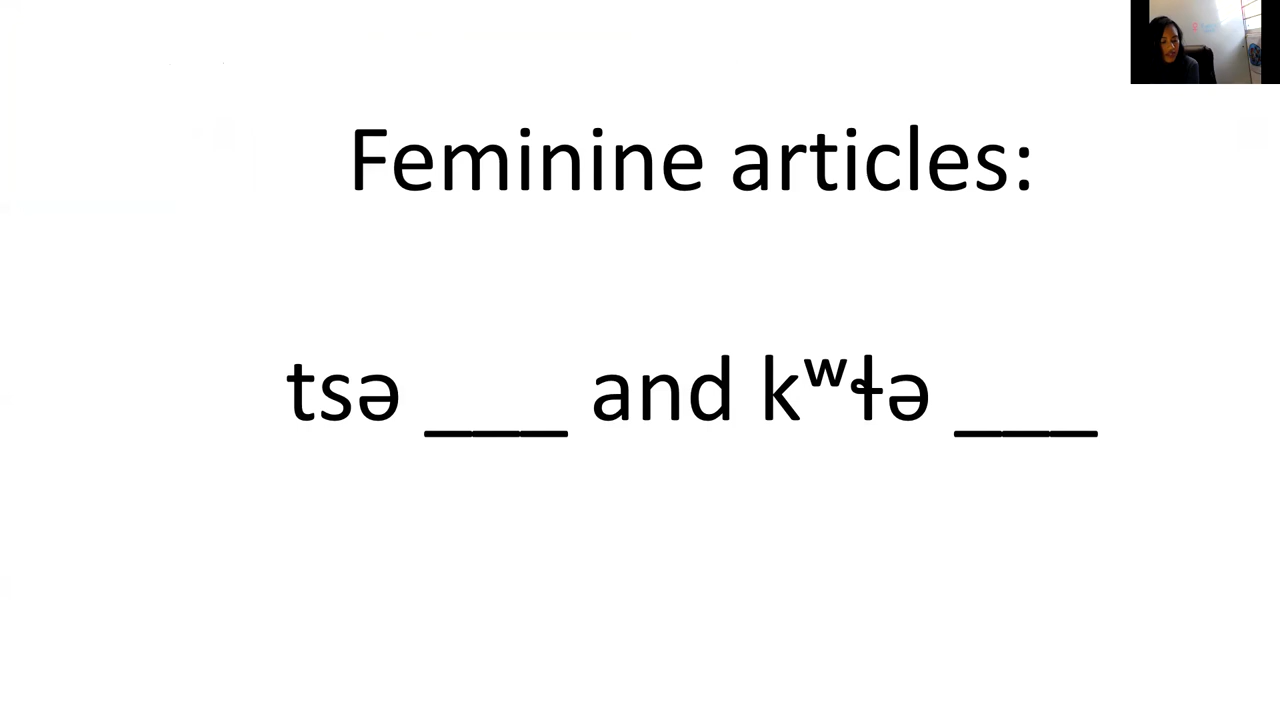 Feminine articles:
tsə ___ and kʷɬə ___